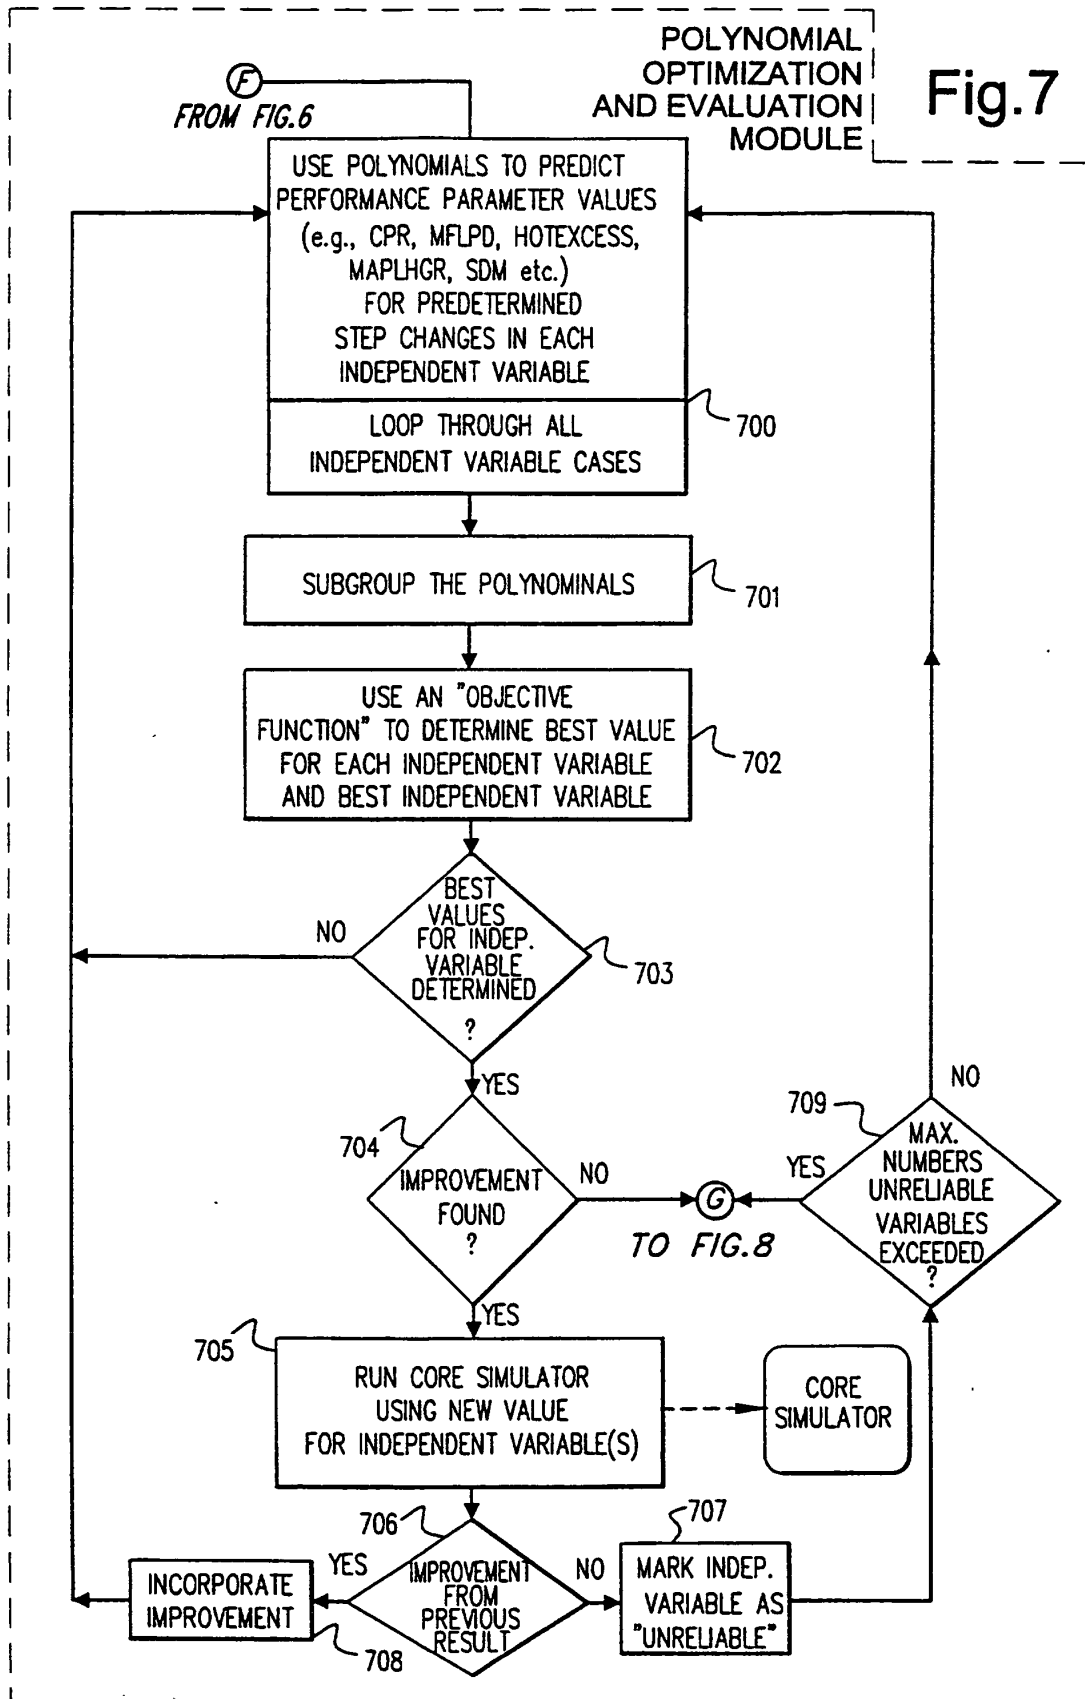 POLYNOMIAL
OPTIMIZATION
AND EVALUATION
MODULE
Fig.7
F
FROM FIG.6
USE POLYNOMIALS TO PREDICT
PERFORMANCE PARAMETER VALUES
(e.g., CPR, MFLPD, HOTEXCESS,
MAPLHGR, SDM etc.)
FOR PREDETERMINED
STEP CHANGES IN EACH
INDEPENDENT VARIABLE
700
LOOP THROUGH ALL
INDEPENDENT VARIABLE CASES
SUBGROUP THE POLYNOMINALS
701
USE AN "OBJECTIVE
FUNCTION" TO DETERMINE BEST VALUE
FOR EACH INDEPENDENT VARIABLE
AND BEST INDEPENDENT VARIABLE
702
BEST
VALUES
FOR INDEP.
VARIABLE
DETERMINED
?
NO
703
YES
704
IMPROVEMENT
FOUND
?
NO
G
TO FIG.8
YES
709
MAX.
NUMBERS
UNRELIABLE
VARIABLES
EXCEEDED
?
NO
YES
705
RUN CORE SIMULATOR
USING NEW VALUE
FOR INDEPENDENT VARIABLE(S)
CORE
SIMULATOR
706
IMPROVEMENT
FROM
PREVIOUS
RESULT
YES
INCORPORATE
IMPROVEMENT
708
NO
707
MARK INDEP.
VARIABLE AS
"UNRELIABLE"